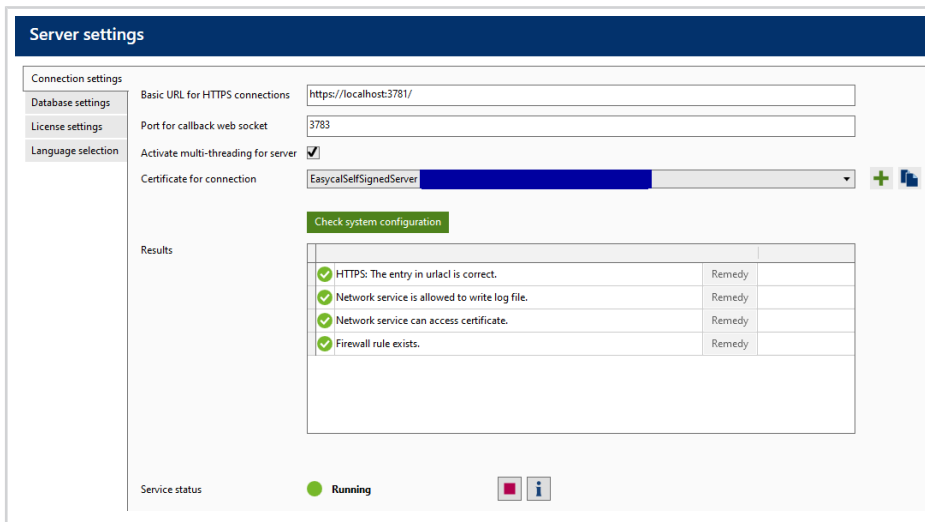 Server settings
Connection settings
Database settings
License settings
Language selection
Basic URL for HTTPS connections
https://localhost:3781/
Port for callback web socket
3783
Activate multi-threading for server
Certificate for connection
EasycalSelfSignedServer
Check system configuration
Results
HTTPS: The entry in urlacl is correct. Remedy
Network service is allowed to write log file. Remedy
Network service can access certificate. Remedy
Firewall rule exists. Remedy
Service status
Running